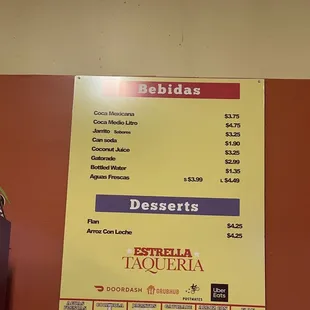 Bebidas
Coca Mexicana $3.75
Coca Medio Litro $4.75
Jarrito Sabores $3.25
Can soda $1.90
Coconut Juice $3.25
Gatorade $2.99
Bottled Water $1.35
Aguas Frescas S $3.99 L $4.49
Desserts
Flan $4.25
Arroz Con Leche $4.25
ESTRELLA
TAQUERIA
DOORDASH GRUBHUB POSTMATES Uber Eats